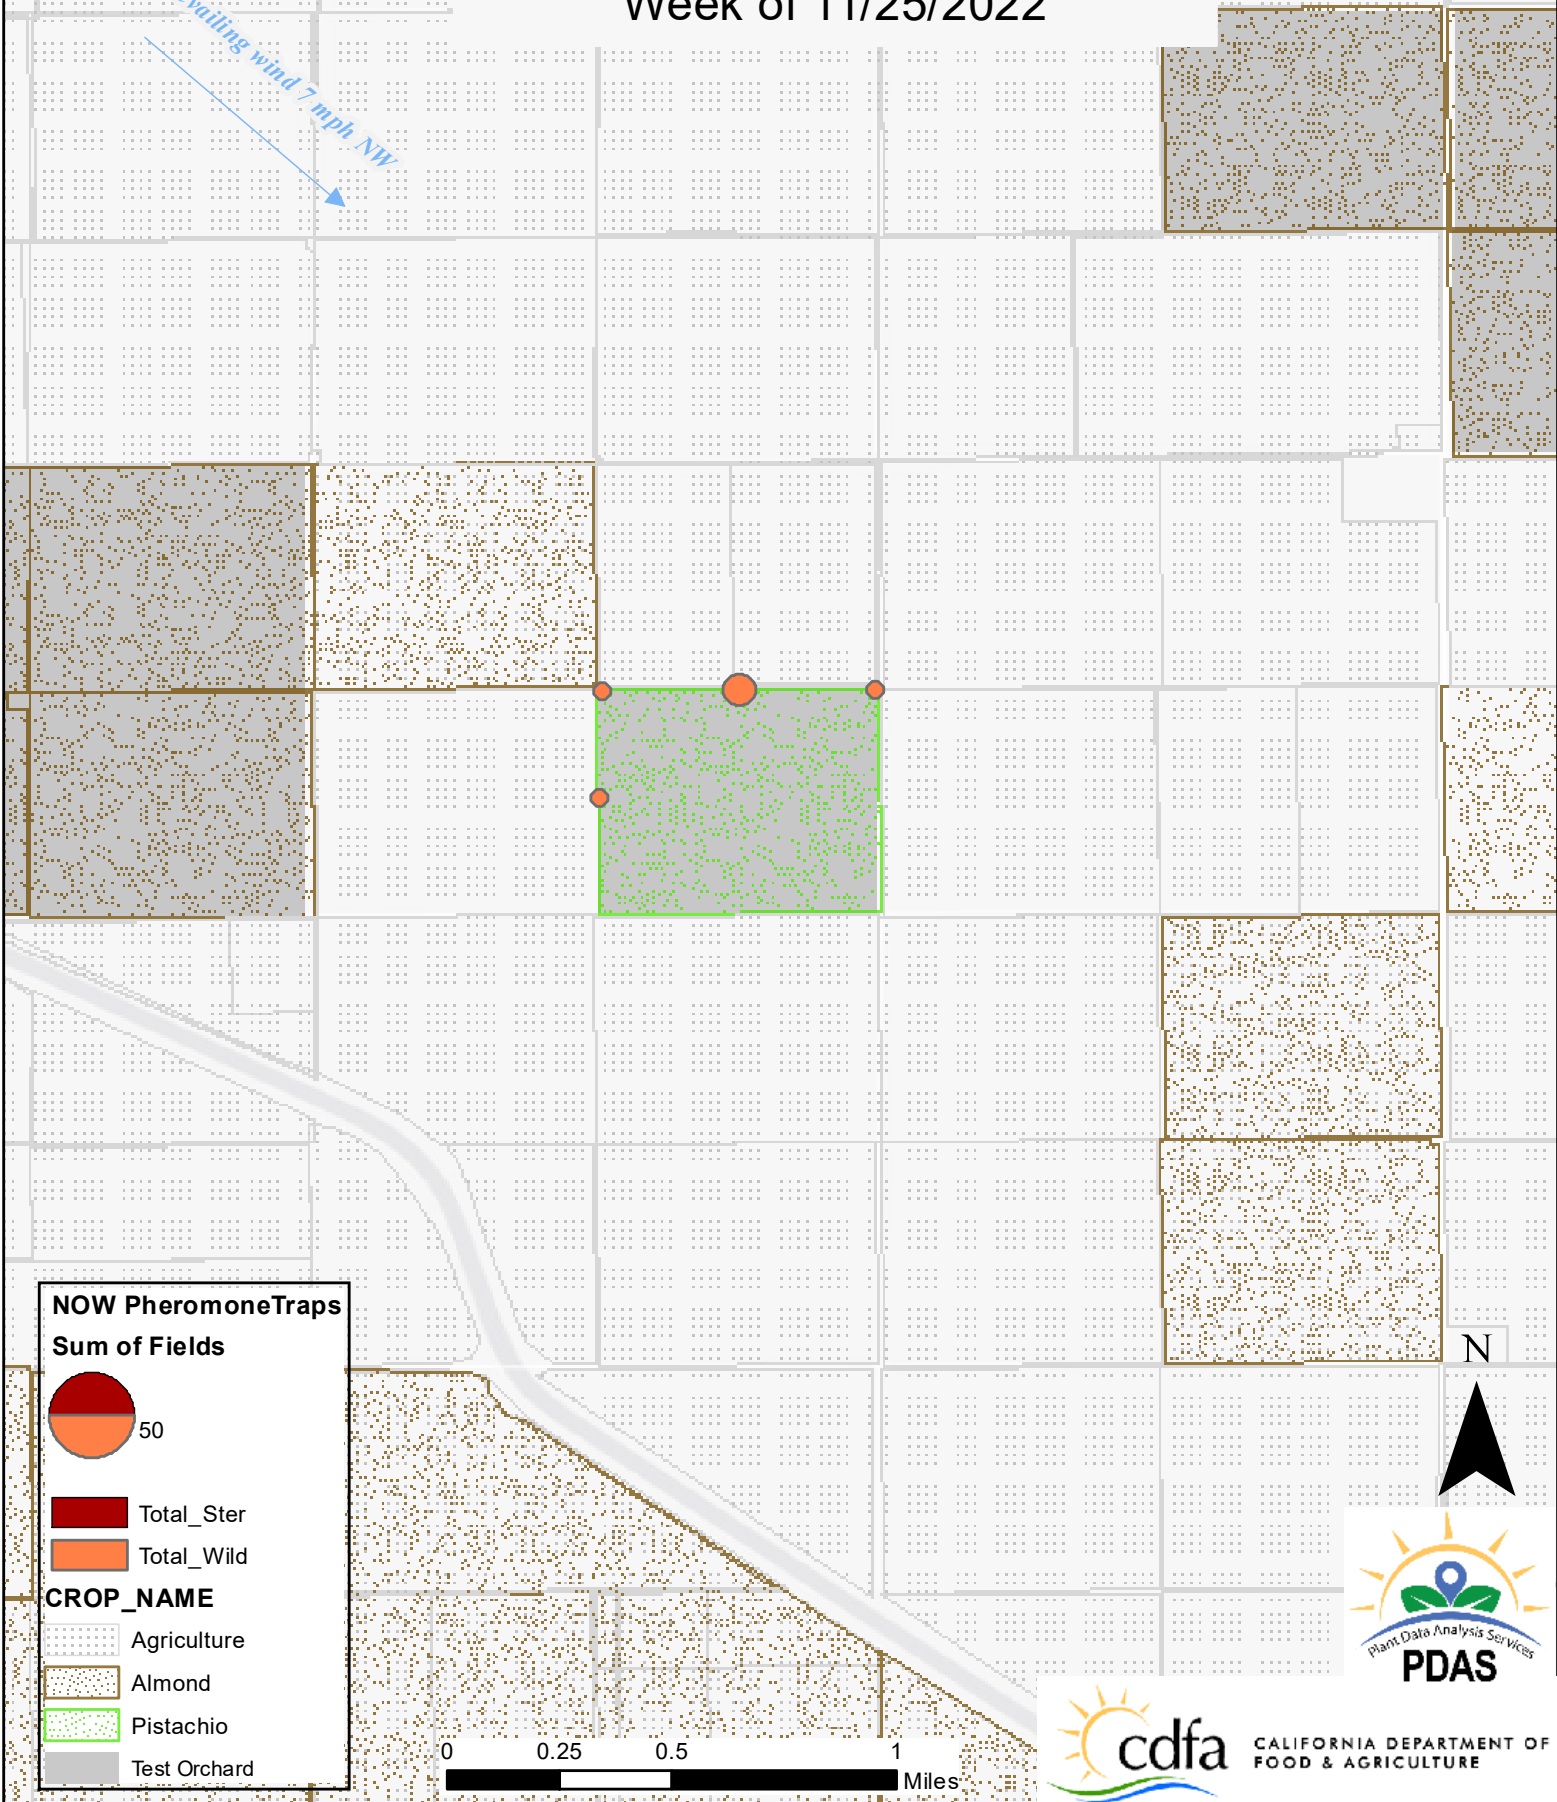 Week of 11/25/2022
wind 7 mph NW
NOW PheromoneTraps
Sum of Fields
50
Total_Ster
Total_Wild
CROP_NAME
Agriculture
Almond
Pistachio
Test Orchard
0 0.25 0.5 1
Miles
N
Plant Data Analysis Services
PDAS
cdfa
CALIFORNIA DEPARTMENT OF
FOOD & AGRICULTURE